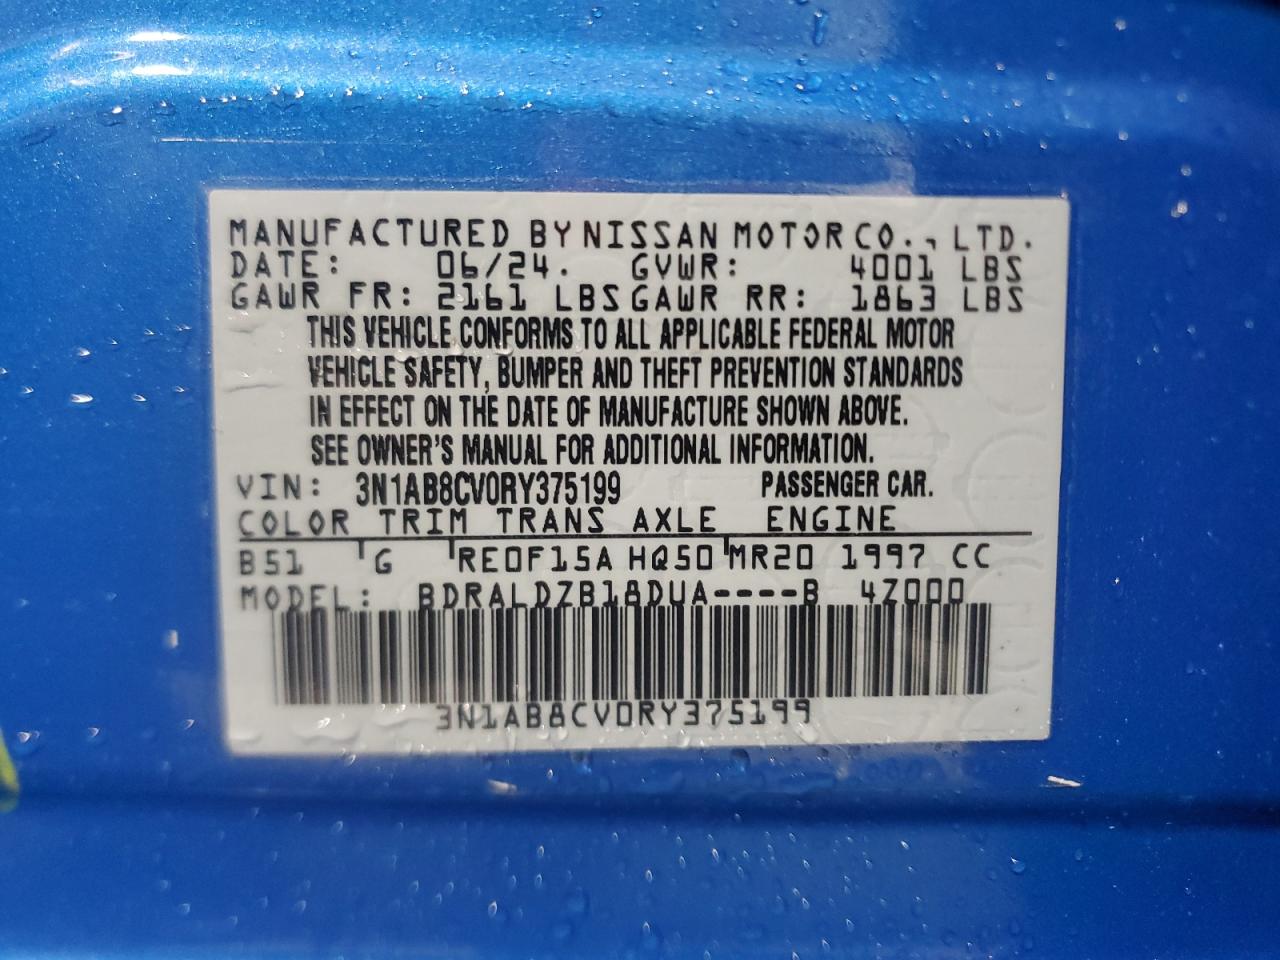 MANUFACTURED BY NISSAN MOTOR CO., LTD.
DATE: 06/24. GVWR: 4001 LBS
GAWR FR: 2161 LBS GAWR RR: 1863 LBS
THIS VEHICLE CONFORMS TO ALL APPLICABLE FEDERAL MOTOR
VEHICLE SAFETY, BUMPER AND THEFT PREVENTION STANDARDS
IN EFFECT ON THE DATE OF MANUFACTURE SHOWN ABOVE.
SEE OWNER'S MANUAL FOR ADDITIONAL INFORMATION.
VIN: 3N1AB8CV0RY375199 PASSENGER CAR.
COLOR TRIM TRANS AXLE ENGINE
B51 G RE0F15A HQ50 MR20 1997 CC
MODEL: BDRALDZB18DUA----B 4Z000
3N1AB8CV0RY375199